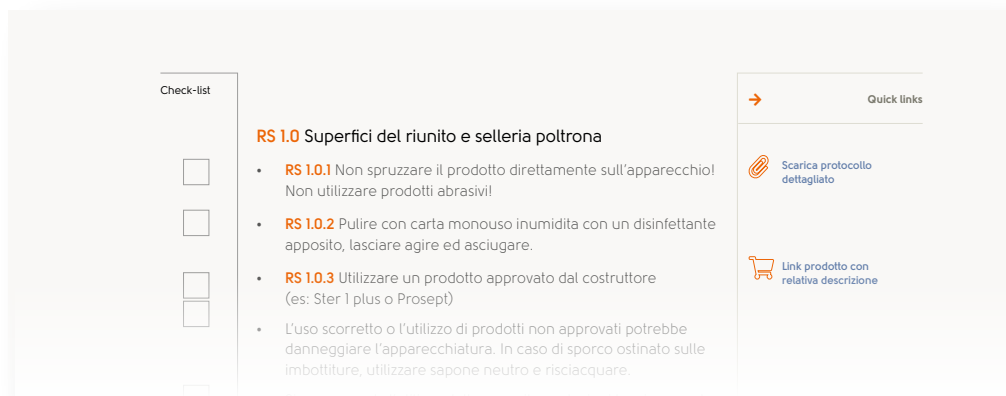 Check-list
RS 1.0 Superfici del riunito e selleria poltrona
• RS 1.0.1 Non spruzzare il prodotto direttamente sull'apparecchio!
Non utilizzare prodotti abrasivi!
• RS 1.0.2 Pulire con carta monouso inumidita con un disinfettante
apposito, lasciare agire ed asciugare.
• RS 1.0.3 Utilizzare un prodotto approvato dal costruttore
(es: Ster 1 plus o Prosept)
• L'uso scorretto o l'utilizzo di prodotti non approvati potrebbe
danneggiare l'apparecchiatura. In caso di sporco ostinato sulle
imbottiture, utilizzare sapone neutro e risciacquare.
→ Quick links
Scarica protocollo
dettagliato
Link prodotto con
relativa descrizione